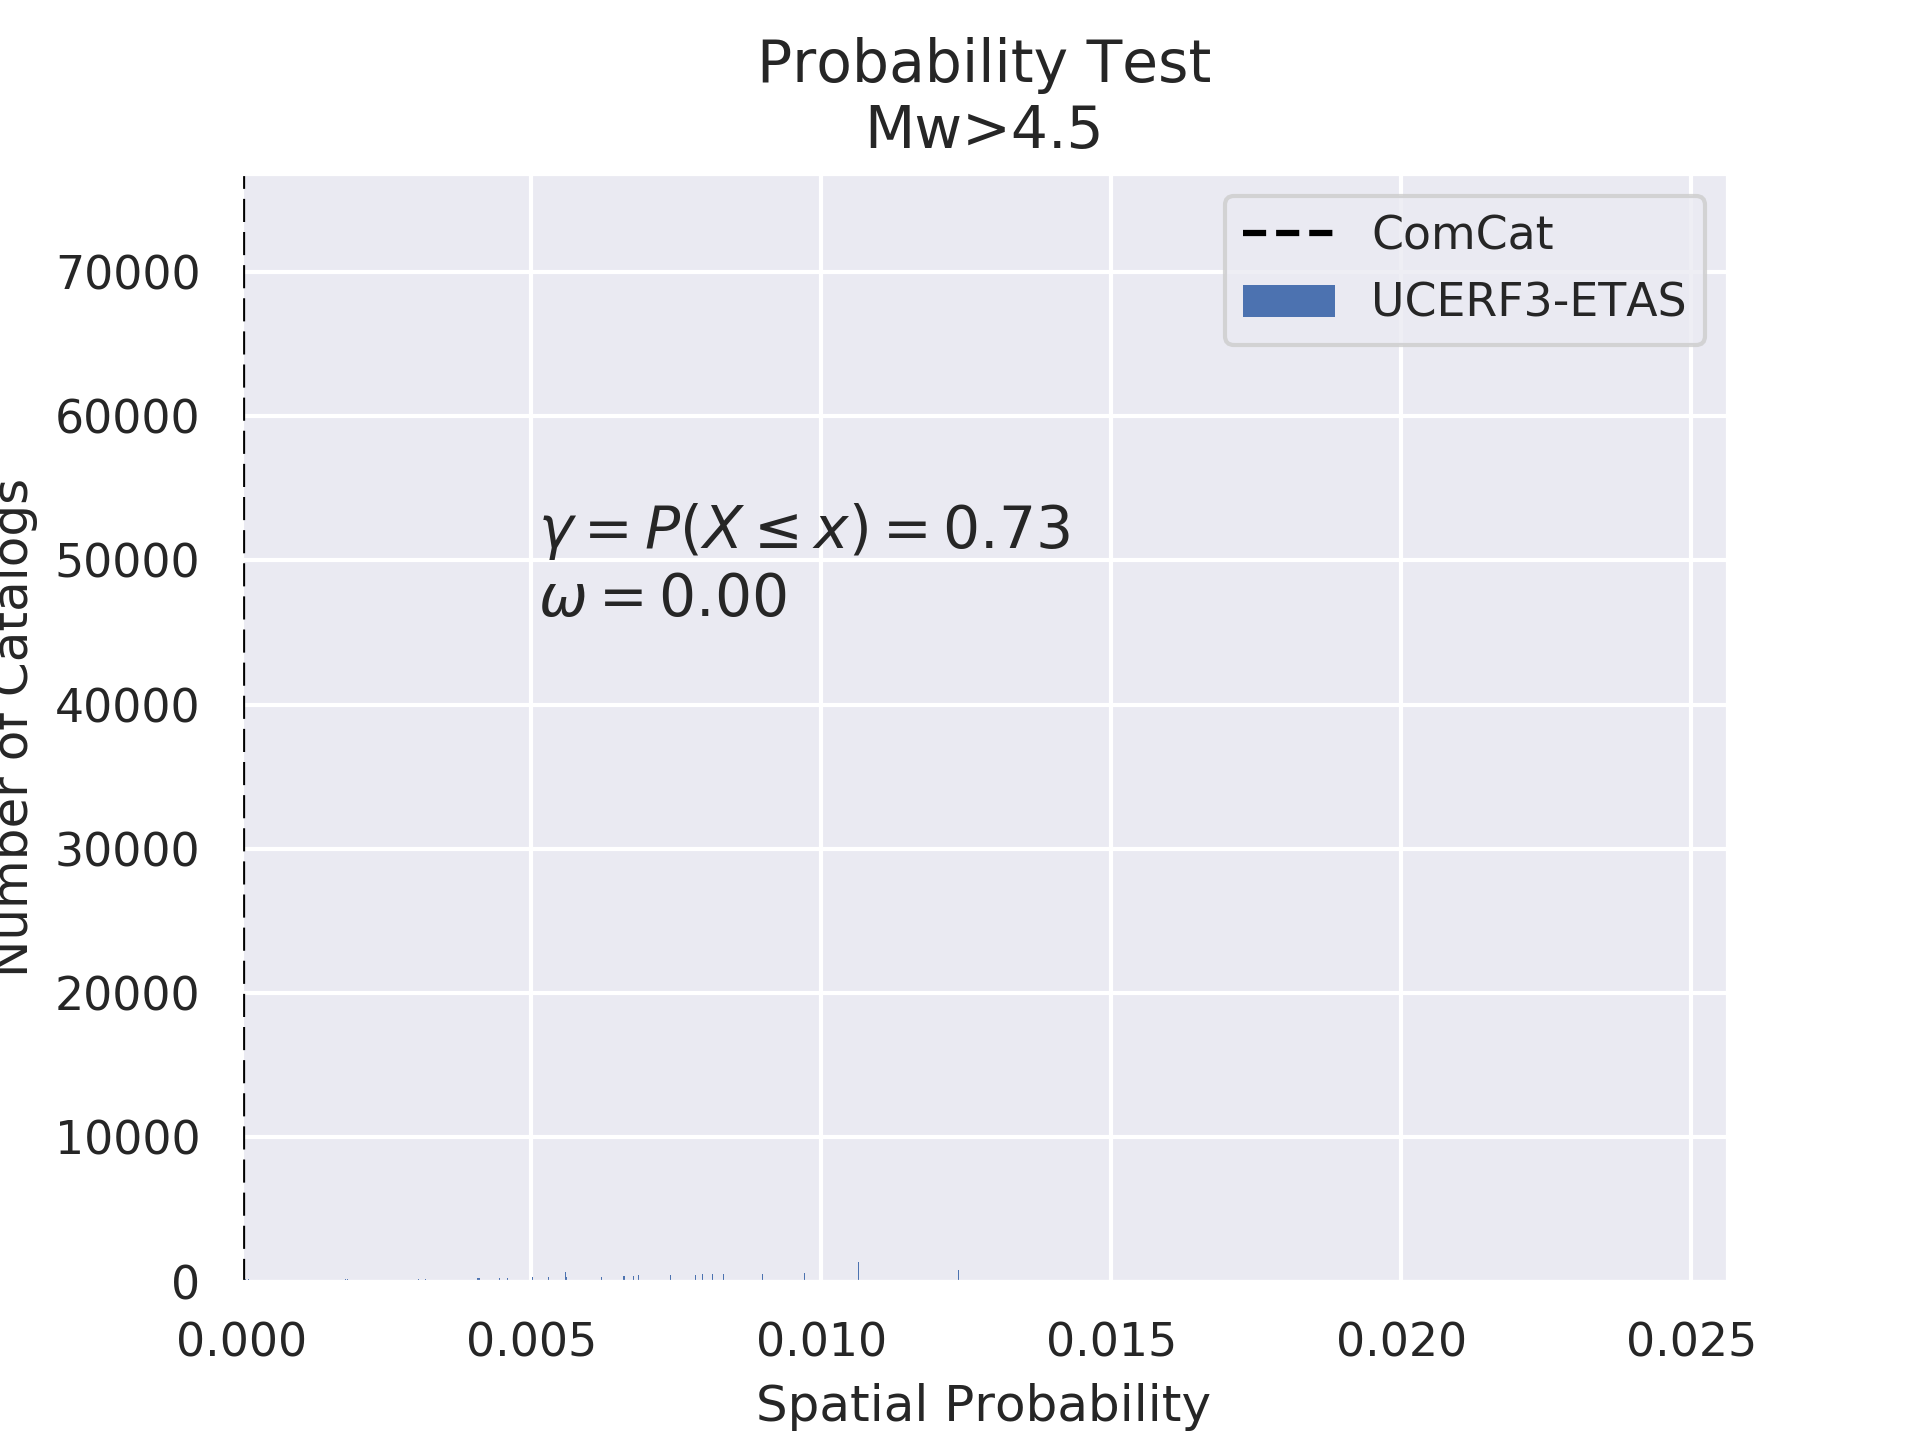 Probability Test
Mw>4.5
ComCat
UCERF3-ETAS
70000
60000
50000
40000
30000
20000
10000
0
γ = P(X ≤ x) = 0.73
ω = 0.00
Number of Catalogs
0.000 0.005 0.010 0.015 0.020 0.025
Spatial Probability